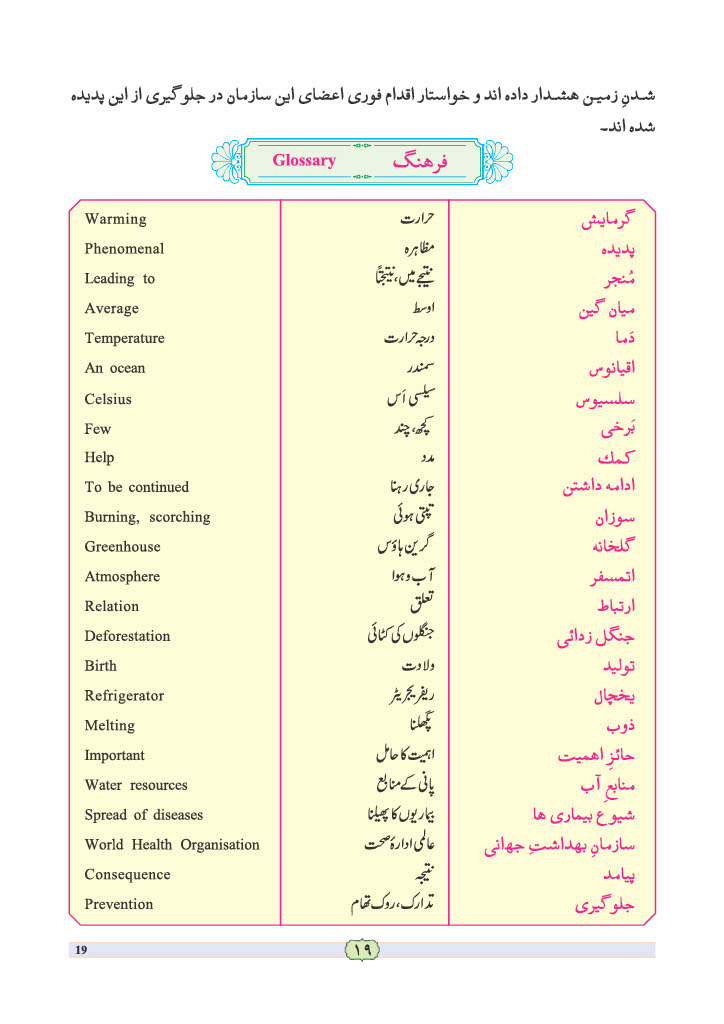 شدنِ زمین هشدار داده اند و خواستار اقدام فوری اعضای این سازمان در جلوگیری از این پدیده
شده اند۔
فرهنگ Glossary
گرمایش حرارت Warming
پدیده مظاہرہ Phenomenal
مُنجر نتیجے میں، نتیجتاً Leading to
میان گین اوسط Average
دَما درجہ حرارت Temperature
اقیانوس سمندر An ocean
سلسیوس سیلسی اَس Celsius
بَرخی کچھ، چند Few
کمك مدد Help
ادامه داشتن جاری رہنا To be continued
سوزان تپتی ہوئی Burning, scorching
گلخانه گرین ہاؤس Greenhouse
اتمسفر آب و ہوا Atmosphere
ارتباط تعلق Relation
جنگل زدائی جنگلوں کی کٹائی Deforestation
تولید ولادت Birth
یخچال ریفریجریٹر Refrigerator
ذوب پگھلنا Melting
حائزِ اهمیت اہمیت کا حامل Important
منابعِ آب پانی کے منابع Water resources
شیوع بیماری ها بیماریوں کا پھیلنا Spread of diseases
سازمانِ بهداشتِ جهانی عالمی ادارۂ صحت World Health Organisation
پیامد نتیجہ Consequence
جلوگیری تدارک، روک تھام Prevention
19 ۱۹